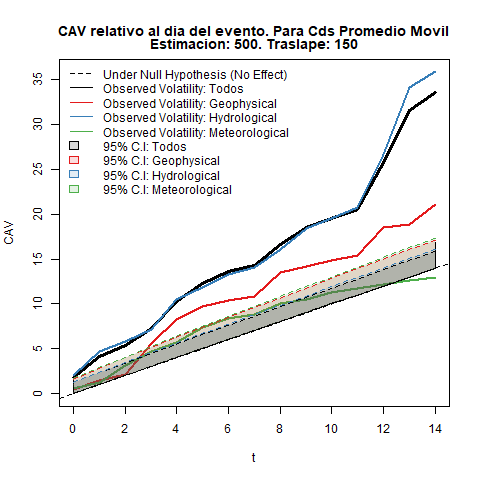 CAV relativo al dia del evento. Para Cds Promedio Movil
Estimacion: 500. Traslape: 150
Under Null Hypothesis (No Effect)
Observed Volatility: Todos
Observed Volatility: Geophysical
Observed Volatility: Hydrological
Observed Volatility: Meteorological
95% C.I: Todos
95% C.I: Geophysical
95% C.I: Hydrological
95% C.I: Meteorological
CAV
35
30
25
20
15
10
5
0
0 2 4 6 8 10 12 14
t